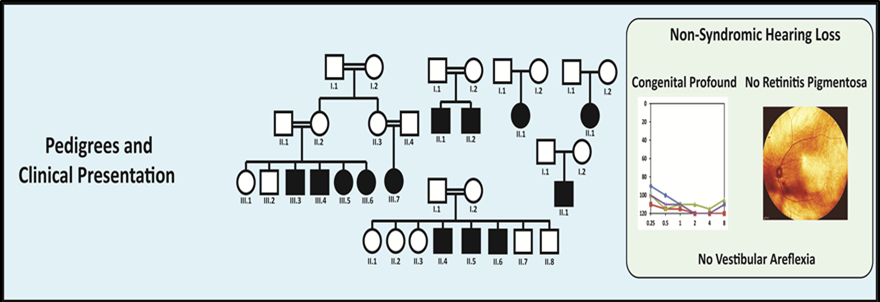 Pedigrees and
Clinical Presentation
I.1 I.2
II.1 II.2 II.3 II.4
III.1 III.2 III.3 III.4 III.5 III.6 III.7
I.1 I.2
II.1 II.2
I.1 I.2
II.1
I.1 I.2
II.1
I.1 I.2
II.1
I.1 I.2
II.1 II.2 II.3 II.4 II.5 II.6 II.7 II.8
Non-Syndromic Hearing Loss
Congenital Profound
0
20
40
60
80
100
120
0.25 0.5 1 2 4 8
No Retinitis Pigmentosa
No Vestibular Areflexia